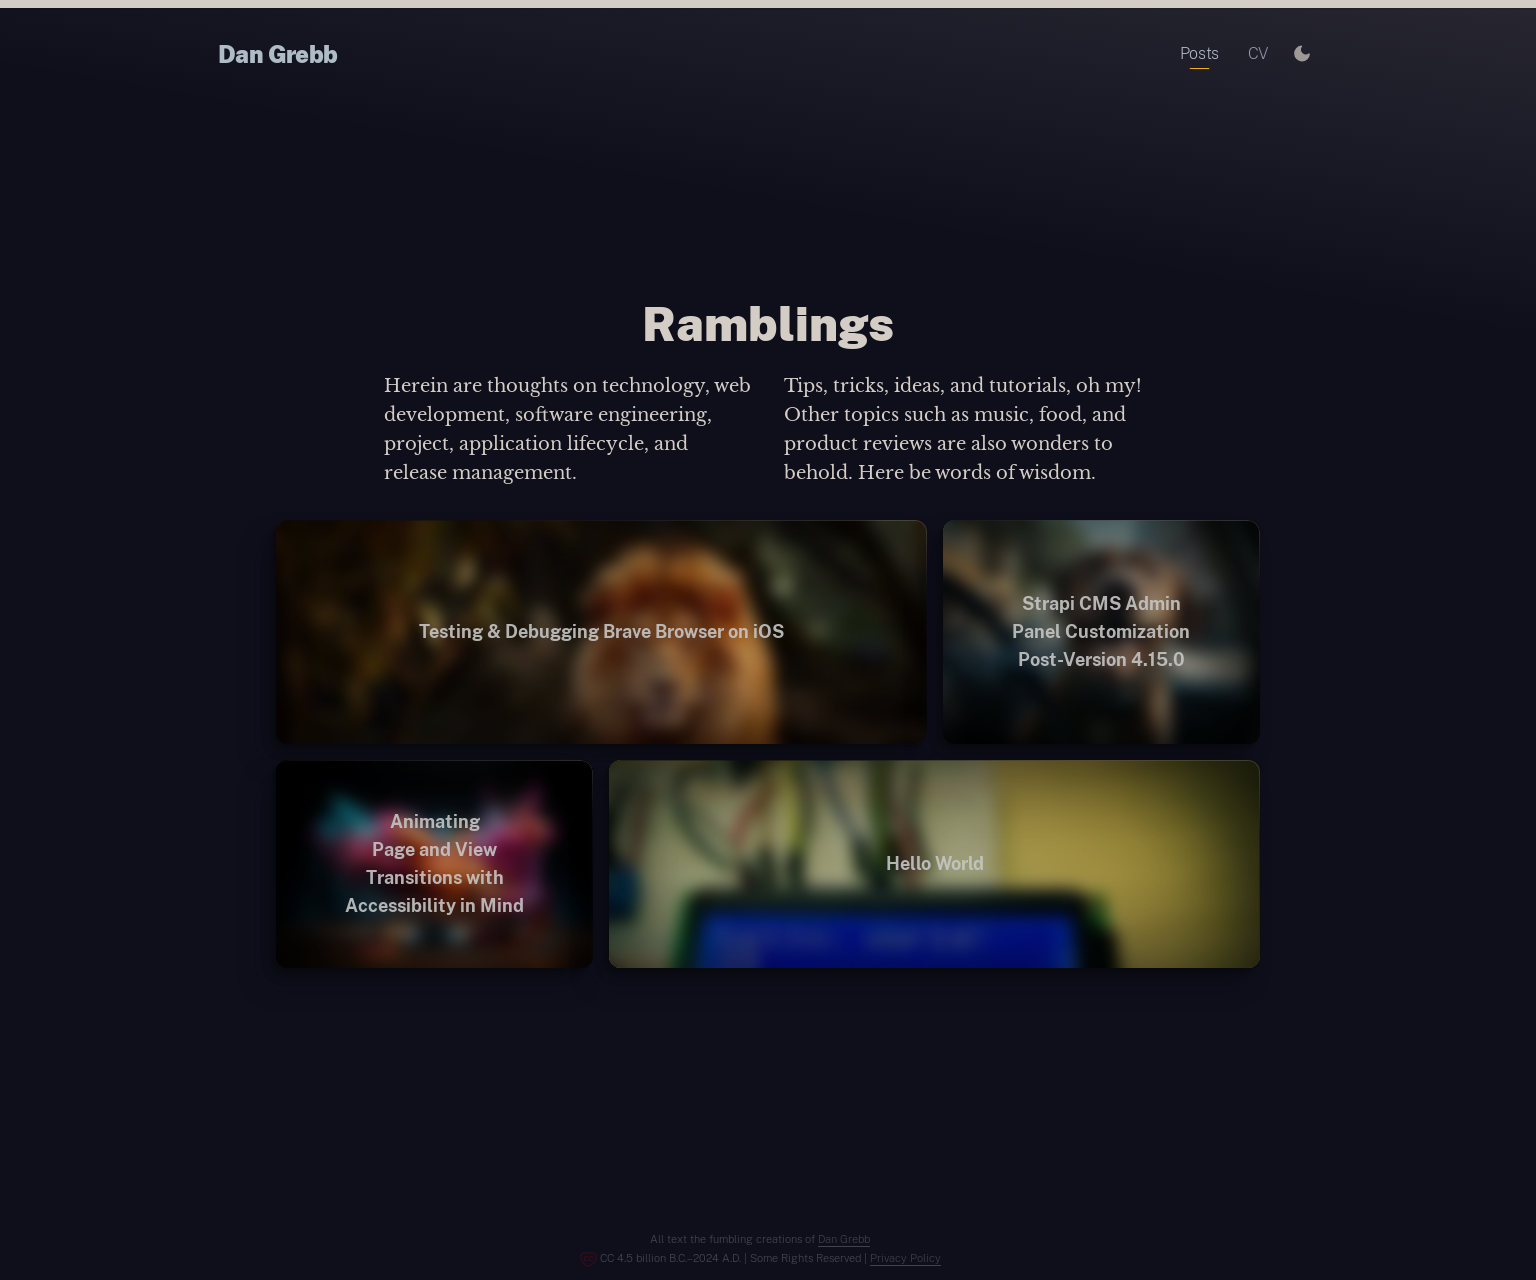 Dan Grebb
Posts
CV
Ramblings
Herein are thoughts on technology, web
development, software engineering,
project, application lifecycle, and
release management.
Tips, tricks, ideas, and tutorials, oh my!
Other topics such as music, food, and
product reviews are also wonders to
behold. Here be words of wisdom.
Testing & Debugging Brave Browser on iOS
Strapi CMS Admin
Panel Customization
Post-Version 4.15.0
Animating
Page and View
Transitions with
Accessibility in Mind
Hello World
All text the fumbling creations of Dan Grebb
CC 4.5 billion B.C.–2024 A.D. | Some Rights Reserved | Privacy Policy